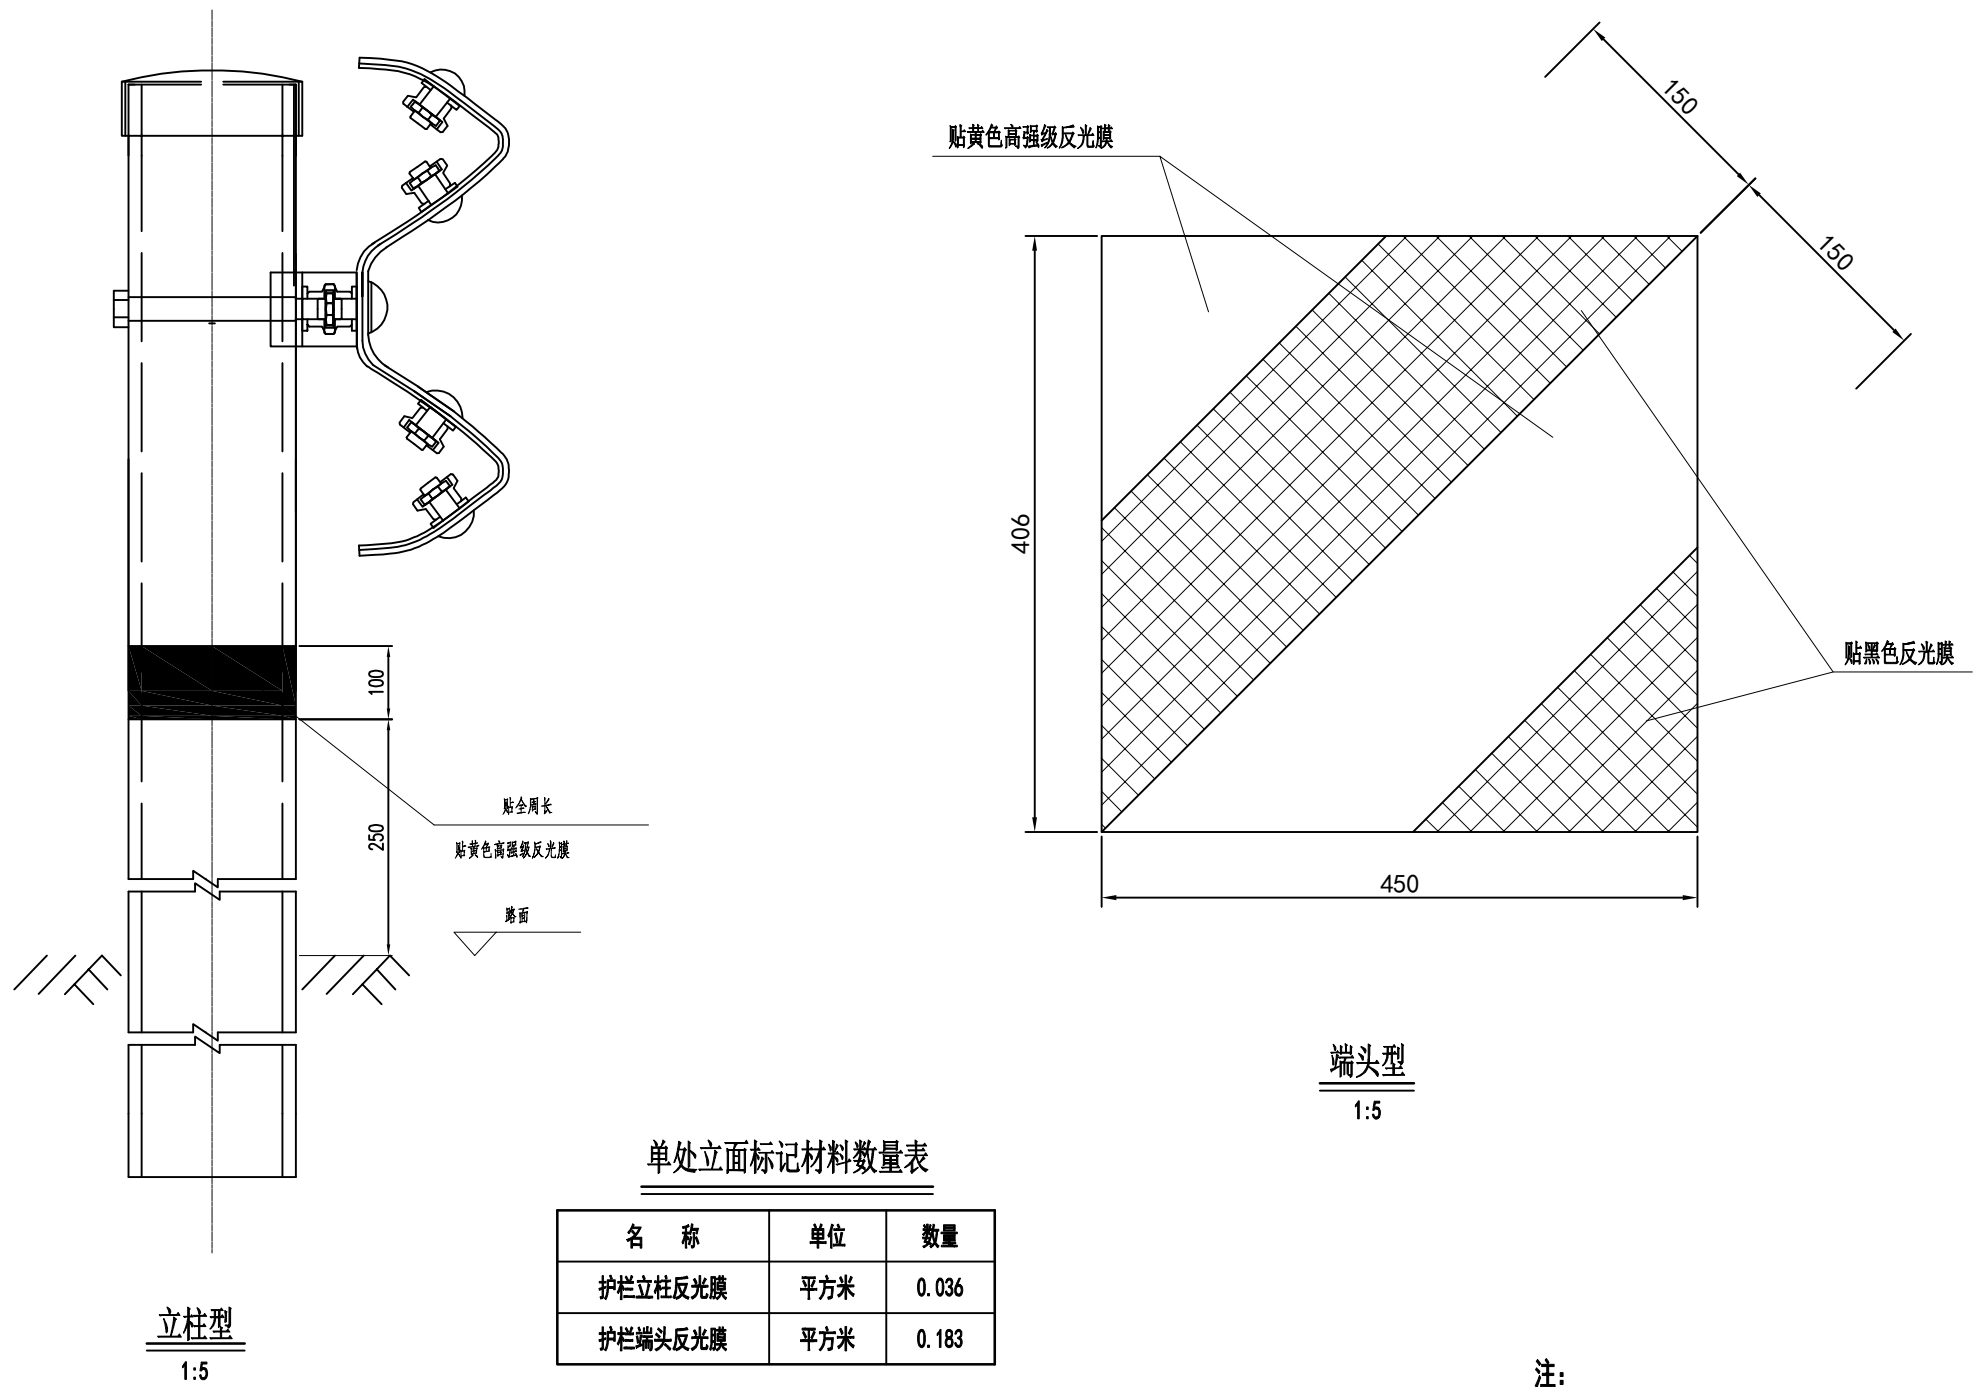 150
贴黄色高强级反光膜
150
406
贴黑色反光膜
100
贴全周长
250
贴黄色高强级反光膜
450
路面
端头型
1:5
单处立面标记材料数量表
名 称 单位 数量
护栏立柱反光膜 平方米 0.036
护栏端头反光膜 平方米 0.183
立柱型
1:5
注: